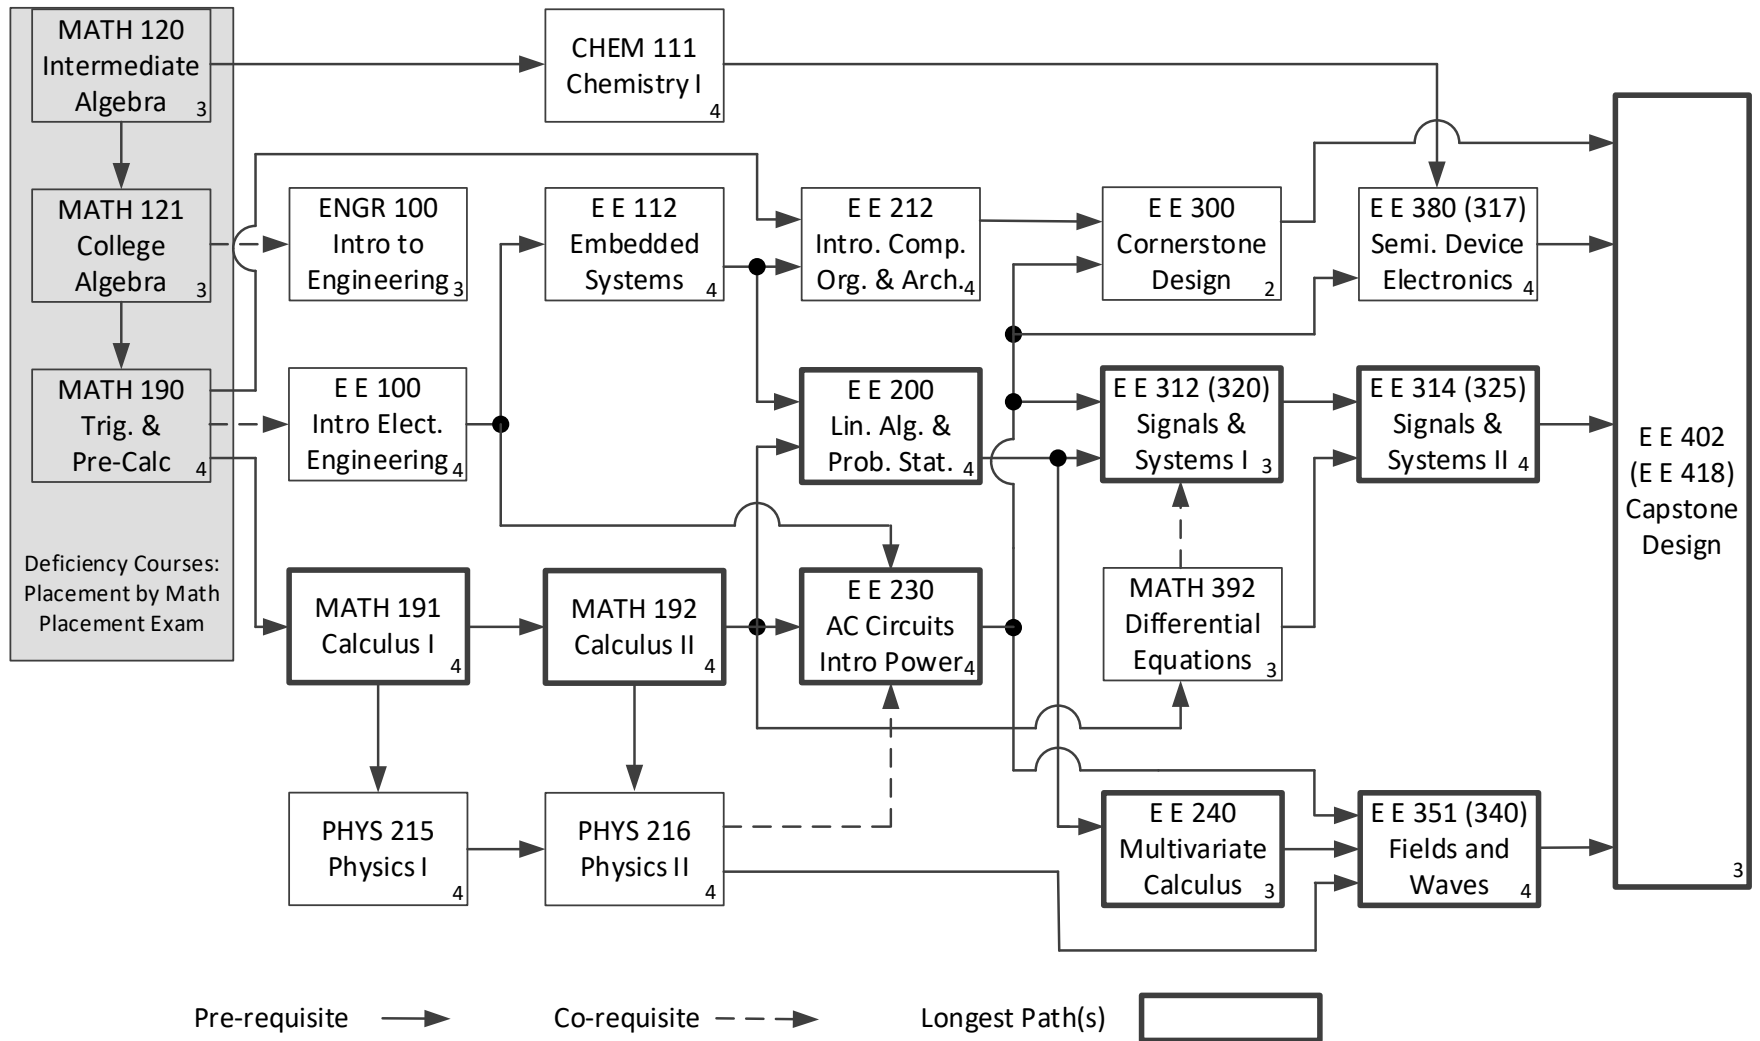 MATH 120
Intermediate
Algebra
3
CHEM 111
Chemistry I
4
MATH 121
College
Algebra
3
ENGR 100
Intro to
Engineering
3
E E 112
Embedded
Systems
4
E E 212
Intro. Comp.
Org. & Arch.
4
E E 300
Cornerstone
Design
2
E E 380 (317)
Semi. Device
Electronics
4
MATH 190
Trig. &
Pre-Calc
4
E E 100
Intro Elect.
Engineering
4
E E 200
Lin. Alg. &
Prob. Stat.
4
E E 312 (320)
Signals &
Systems I
3
E E 314 (325)
Signals &
Systems II
4
E E 402
(E E 418)
Capstone
Design
3
Deficiency Courses:
Placement by Math
Placement Exam
MATH 191
Calculus I
4
MATH 192
Calculus II
4
E E 230
AC Circuits
Intro Power
4
MATH 392
Differential
Equations
3
PHYS 215
Physics I
4
PHYS 216
Physics II
4
E E 240
Multivariate
Calculus
3
E E 351 (340)
Fields and
Waves
4
Pre-requisite
Co-requisite
Longest Path(s)